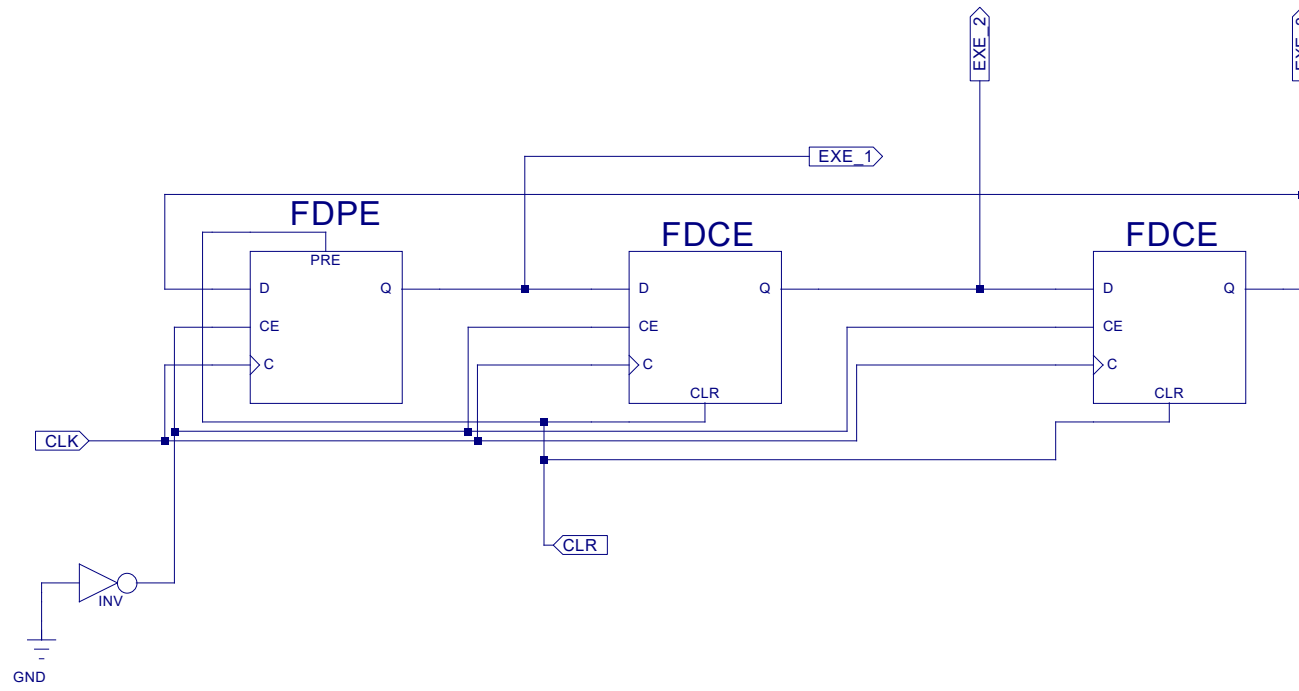 EXE_2
EXE_1
FDPE
FDCE
FDCE
PRE
D
Q
D
Q
D
Q
CE
CE
CE
C
C
C
CLR
CLR
CLK
CLR
INV
GND